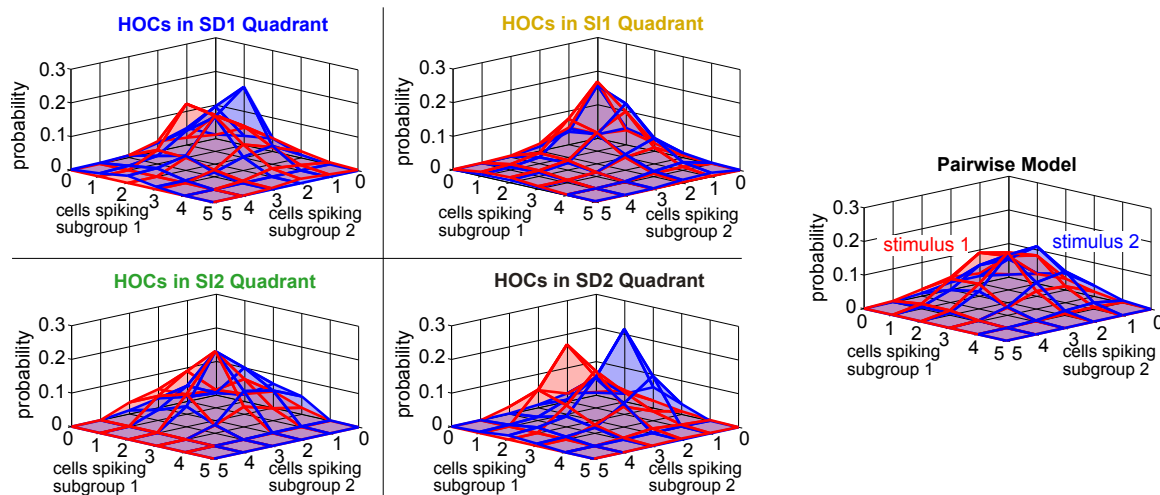 HOCs in SD1 Quadrant
0.3
0.2
0.1
0
probability
0 1 2 3 4 5
5 4 3 2 1 0
cells spiking
subgroup 1
cells spiking
subgroup 2
HOCs in SI1 Quadrant
0.3
0.2
0.1
0
probability
0 1 2 3 4 5
5 4 3 2 1 0
cells spiking
subgroup 1
cells spiking
subgroup 2
HOCs in SI2 Quadrant
0.3
0.2
0.1
0
probability
0 1 2 3 4 5
5 4 3 2 1 0
cells spiking
subgroup 1
cells spiking
subgroup 2
HOCs in SD2 Quadrant
0.3
0.2
0.1
0
probability
0 1 2 3 4 5
5 4 3 2 1 0
cells spiking
subgroup 1
cells spiking
subgroup 2
Pairwise Model
0.3
0.2
0.1
0
probability
stimulus 1
stimulus 2
0 1 2 3 4 5
5 4 3 2 1 0
cells spiking
subgroup 1
cells spiking
subgroup 2